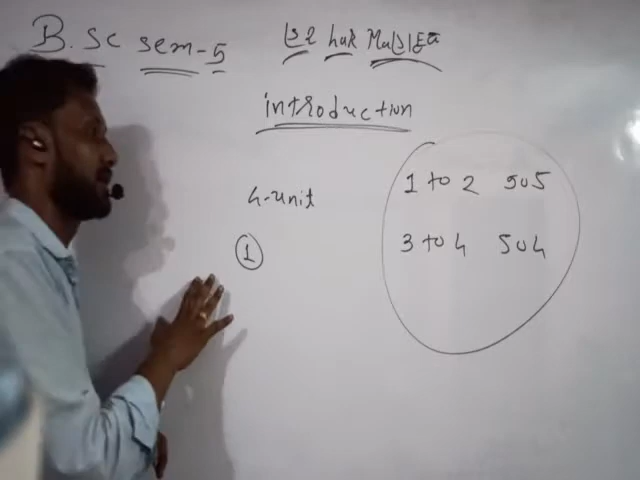 B.Sc sem-5
introduction
4-unit
1 to 2 505
3 to 4 504
1